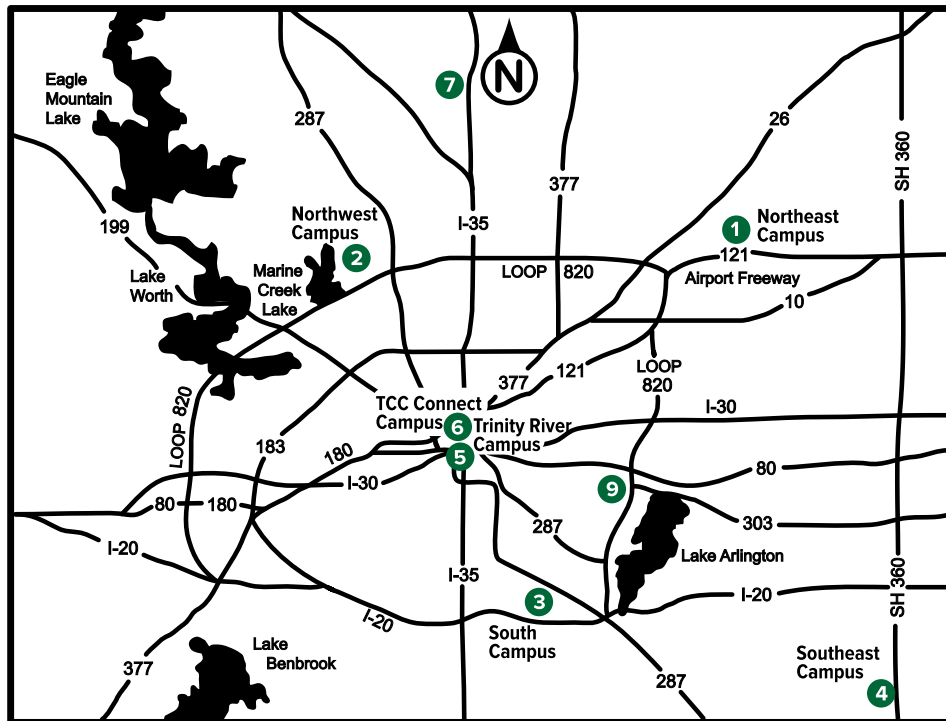 Eagle
Mountain
Lake
287
7
N
377
26
SH 360
199
Northwest
Campus
2
I-35
1
Northeast
Campus
121
Airport Freeway
10
Lake
Worth
Marine
Creek
Lake
LOOP 820
LOOP
820
377
121
I-30
TCC Connect
Campus
6
Trinity River
Campus
5
LOOP 820
183
180
I-30
80
180
80
9
303
287
Lake Arlington
I-20
I-35
I-20
3
South
Campus
I-20
SH 360
Lake
Benbrook
377
287
Southeast
Campus
4